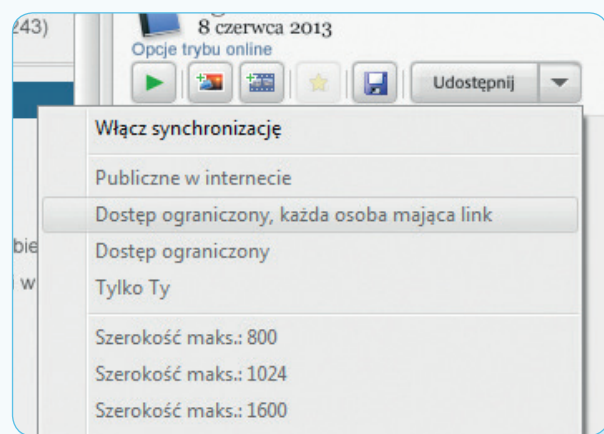 243)
8 czerwca 2013
Opcje trybu online
Udostępnij
Włącz synchronizację
Publiczne w internecie
Dostęp ograniczony, każda osoba mająca link
bie
Dostęp ograniczony
w
Tylko Ty
Szerokość maks.: 800
Szerokość maks.: 1024
Szerokość maks.: 1600